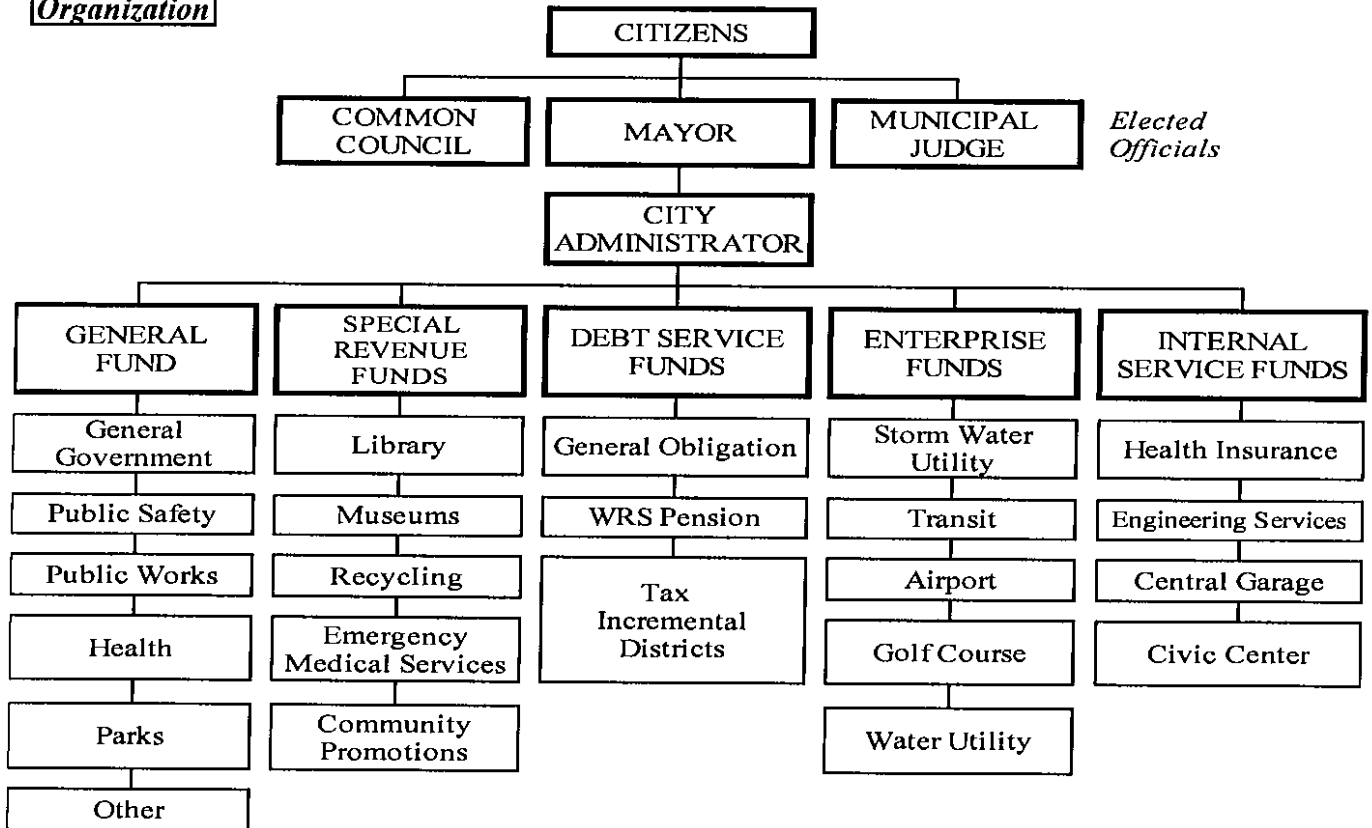 Organization
CITIZENS
COMMON
COUNCIL
MAYOR
MUNICIPAL
JUDGE
Elected
Officials
CITY
ADMINISTRATOR
GENERAL
FUND
SPECIAL
REVENUE
FUNDS
DEBT SERVICE
FUNDS
ENTERPRISE
FUNDS
INTERNAL
SERVICE FUNDS
General
Government
Public Safety
Public Works
Health
Parks
Other
Library
Museums
Recycling
Emergency
Medical Services
Community
Promotions
General Obligation
WRS Pension
Tax
Incremental
Districts
Storm Water
Utility
Transit
Airport
Golf Course
Water Utility
Health Insurance
Engineering Services
Central Garage
Civic Center